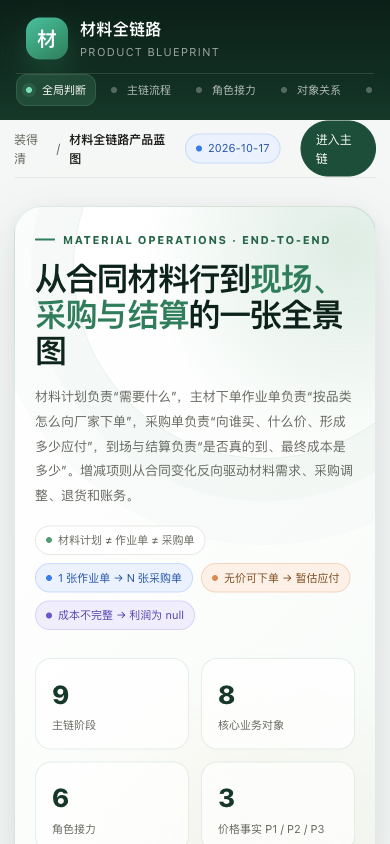 材
材料全链路
PRODUCT BLUEPRINT
全局判断
主链流程
角色接力
对象关系
装得
清
/
材料全链路产品蓝
图
2026-10-17
进入主
链
MATERIAL OPERATIONS · END-TO-END
从合同材料行到现场、
采购与结算的一张全景
图
材料计划负责“需要什么”，主材下单作业单负责“按品类
怎么向厂家下单”，采购单负责“向谁买、什么价、形成
多少应付”，到场与结算负责“是否真的到、最终成本是
多少”。增减项则从合同变化反向驱动材料需求、采购调
整、退货和账务。
材料计划 ≠ 作业单 ≠ 采购单
1 张作业单 → N 张采购单
无价可下单 → 暂估应付
成本不完整 → 利润为 null
9
主链阶段
8
核心业务对象
6
角色接力
3
价格事实 P1 / P2 / P3